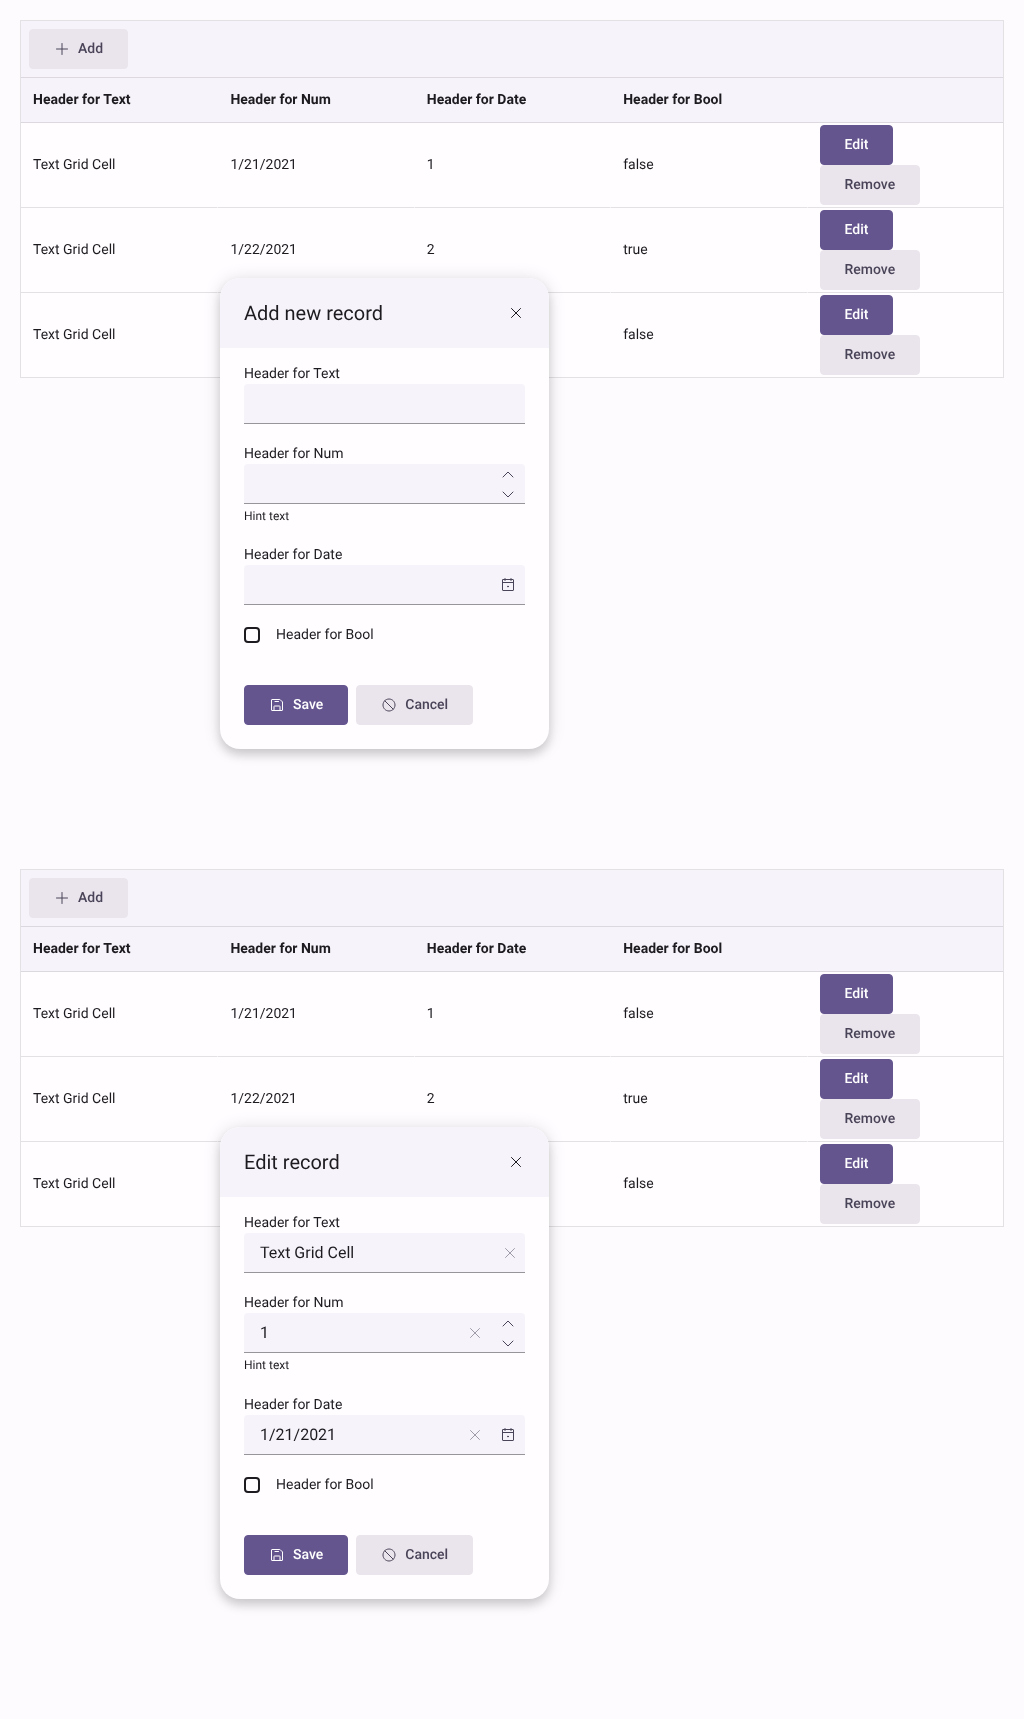 Add
Header for Text Header for Num Header for Date Header for Bool
Text Grid Cell 1/21/2021 1 false Edit
Remove
Text Grid Cell 1/22/2021 2 true Edit
Remove
Text Grid Cell false Edit
Remove
Add new record
Header for Text
Header for Num
Hint text
Header for Date
Header for Bool
Save Cancel
Add
Header for Text Header for Num Header for Date Header for Bool
Text Grid Cell 1/21/2021 1 false Edit
Remove
Text Grid Cell 1/22/2021 2 true Edit
Remove
Text Grid Cell false Edit
Remove
Edit record
Header for Text
Text Grid Cell
Header for Num
1
Hint text
Header for Date
1/21/2021
Header for Bool
Save Cancel